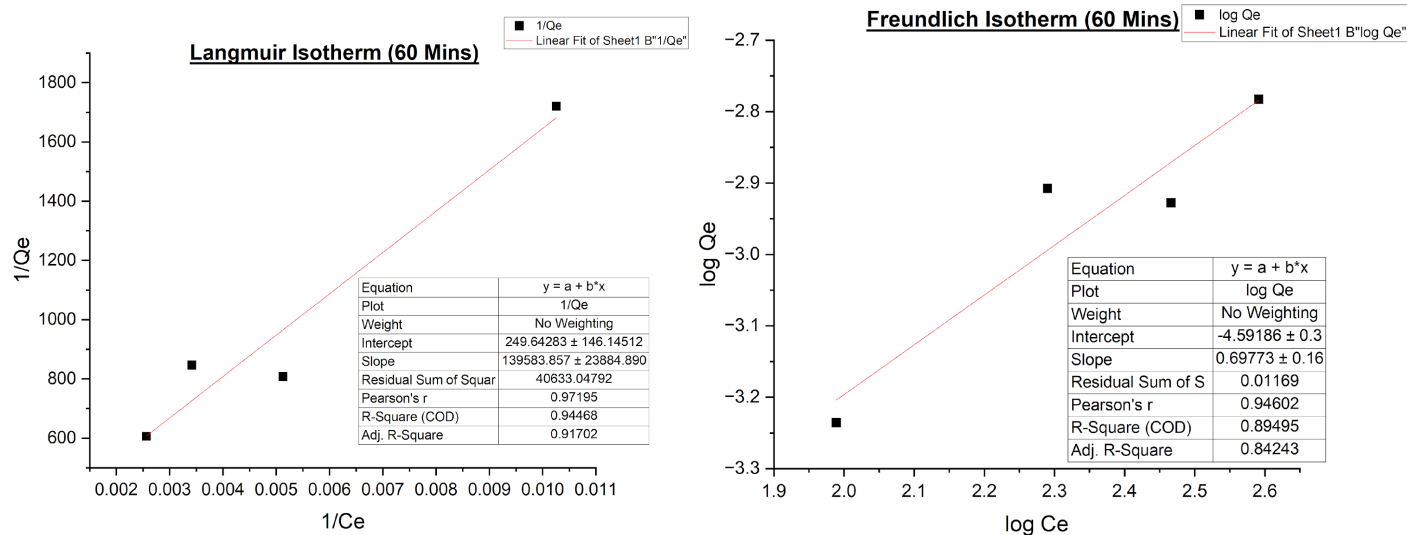 Langmuir Isotherm (60 Mins)
1/Qe
Linear Fit of Sheet1 B"1/Qe"
1800
1600
1400
1200
1000
800
600
1/Qe
0.002 0.003 0.004 0.005 0.006 0.007 0.008 0.009 0.010 0.011
1/Ce
Equation y = a + b*x
Plot 1/Qe
Weight No Weighting
Intercept 249.64283 ± 146.14512
Slope 139583.857 ± 23884.890
Residual Sum of Squar 40633.04792
Pearson's r 0.97195
R-Square (COD) 0.94468
Adj. R-Square 0.91702
Freundlich Isotherm (60 Mins)
log Qe
Linear Fit of Sheet1 B"log Qe"
−2.7
−2.8
−2.9
−3.0
−3.1
−3.2
−3.3
log Qe
1.9 2.0 2.1 2.2 2.3 2.4 2.5 2.6
log Ce
Equation y = a + b*x
Plot log Qe
Weight No Weighting
Intercept -4.59186 ± 0.3
Slope 0.69773 ± 0.16
Residual Sum of S 0.01169
Pearson's r 0.94602
R-Square (COD) 0.89495
Adj. R-Square 0.84243